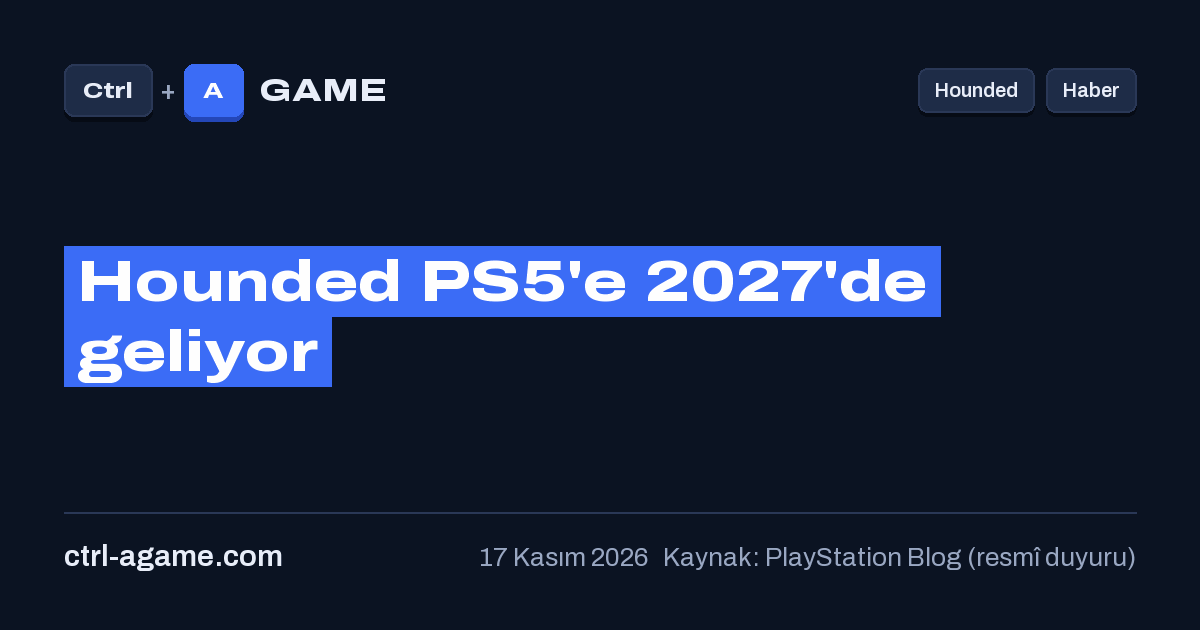 Ctrl + A GAME
Hounded Haber
Hounded PS5'e 2027'de
geliyor
ctrl-agame.com
17 Kasım 2026 Kaynak: PlayStation Blog (resmî duyuru)